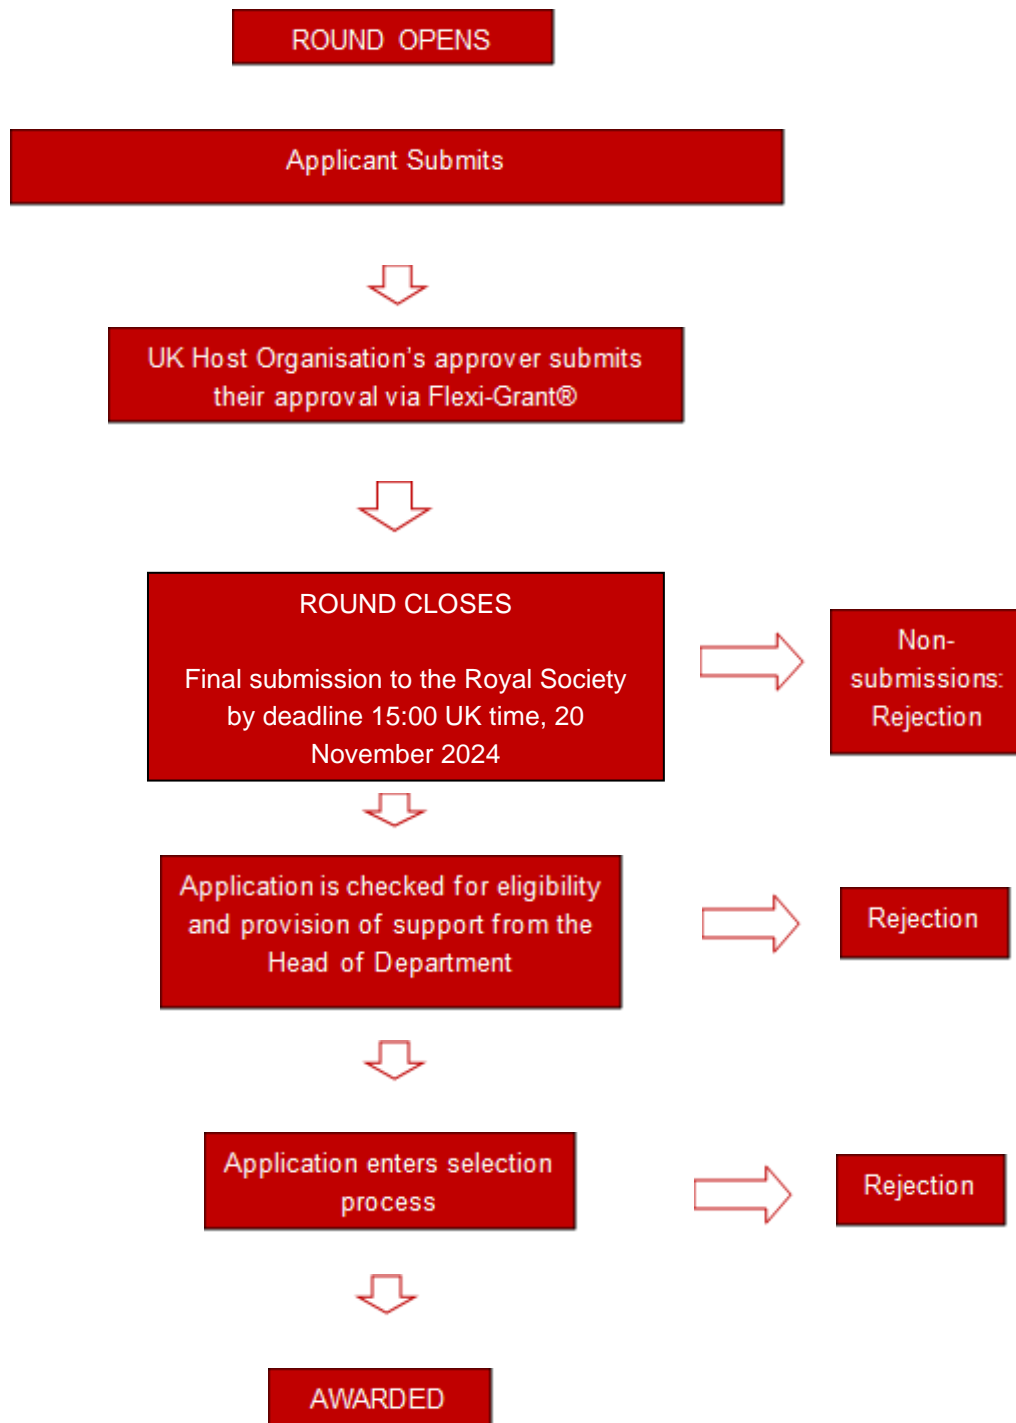 ROUND OPENS
Applicant Submits
UK Host Organisation's approver submits
their approval via Flexi-Grant®
ROUND CLOSES
Final submission to the Royal Society
by deadline 15:00 UK time, 20
November 2024
Non-
submissions:
Rejection
Application is checked for eligibility
and provision of support from the
Head of Department
Rejection
Application enters selection
process
Rejection
AWARDED